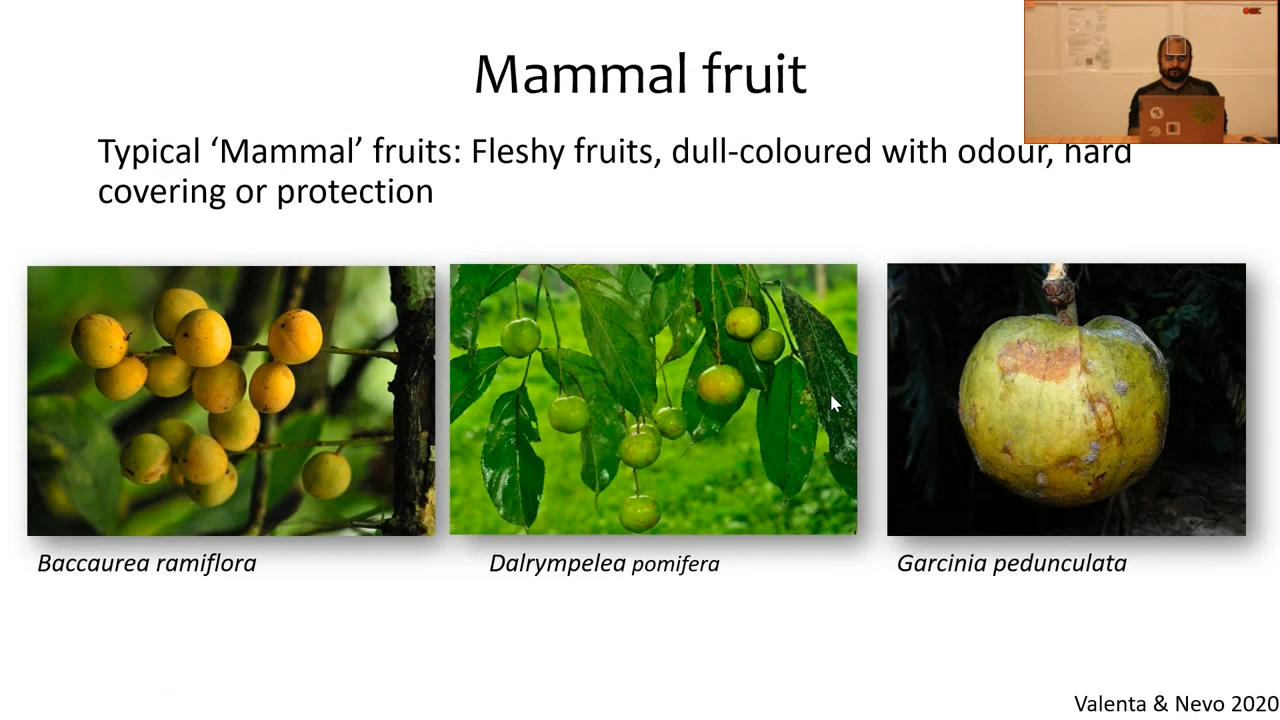 Mammal fruit
Typical ‘Mammal’ fruits: Fleshy fruits, dull-coloured with odour, hard
covering or protection
Baccaurea ramiflora
Dalrympelea pomifera
Garcinia pedunculata
Valenta & Nevo 2020